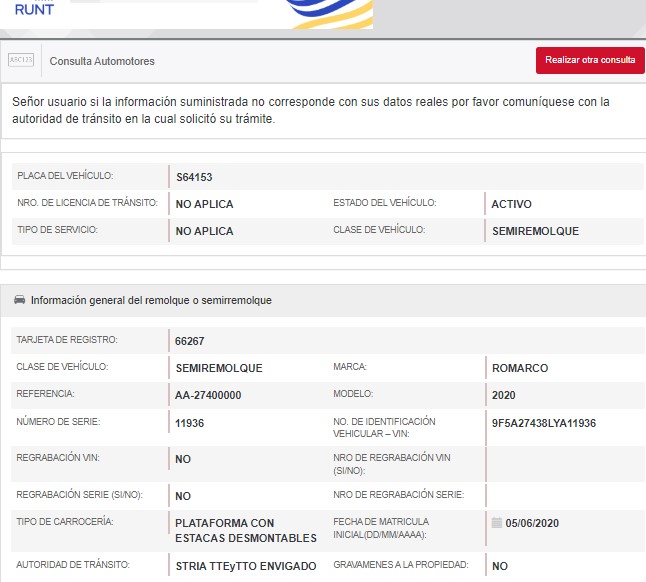 RUNT
ABC123
Consulta Automotores
Realizar otra consulta
Señor usuario si la información suministrada no corresponde con sus datos reales por favor comuníquese con la
autoridad de tránsito en la cual solicitó su trámite.
PLACA DEL VEHÍCULO: S64153
NRO. DE LICENCIA DE TRÁNSITO: NO APLICA ESTADO DEL VEHÍCULO: ACTIVO
TIPO DE SERVICIO: NO APLICA CLASE DE VEHÍCULO: SEMIREMOLQUE
Información general del remolque o semirremolque
TARJETA DE REGISTRO: 66267
CLASE DE VEHÍCULO: SEMIREMOLQUE MARCA: ROMARCO
REFERENCIA: AA-27400000 MODELO: 2020
NÚMERO DE SERIE: 11936 NO. DE IDENTIFICACIÓN
VEHICULAR – VIN: 9F5A27438LYA11936
REGRABACIÓN VIN: NO NRO DE REGRABACIÓN VIN
(SI/NO):
REGRABACIÓN SERIE (SI/NO): NO NRO DE REGRABACIÓN SERIE:
TIPO DE CARROCERÍA: PLATAFORMA CON
ESTACAS DESMONTABLES
FECHA DE MATRICULA
INICIAL(DD/MM/AAAA): 05/06/2020
AUTORIDAD DE TRÁNSITO: STRIA TTEyTTO ENVIGADO GRAVAMENES A LA PROPIEDAD: NO